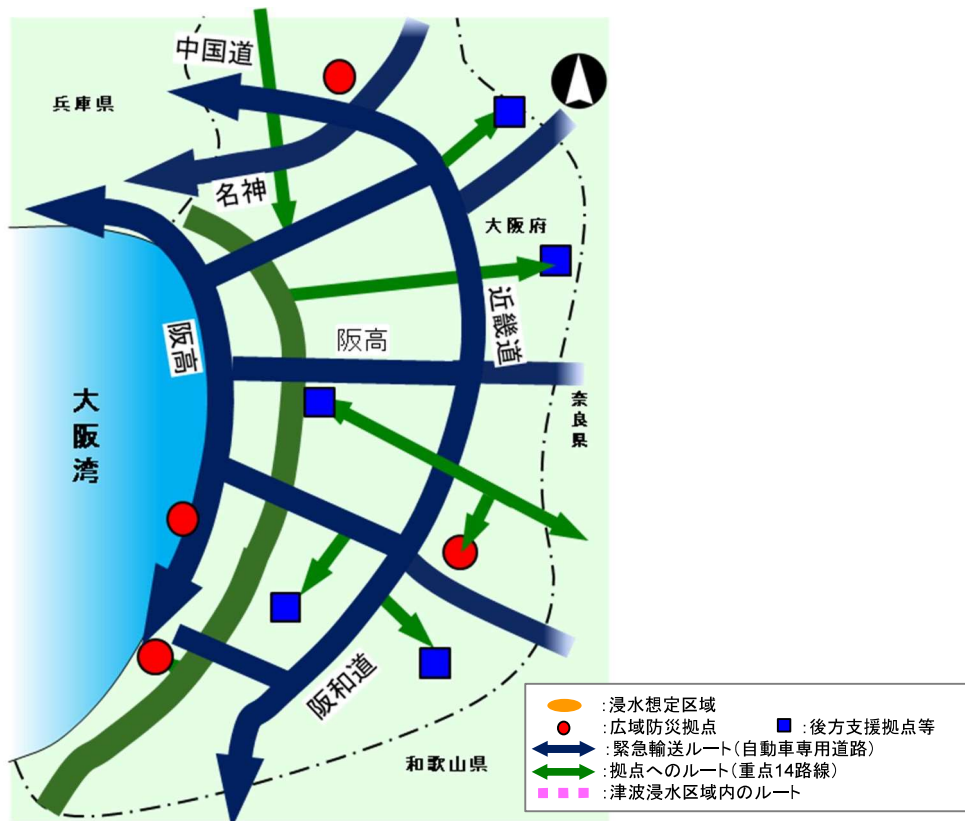 中国道
兵庫県
名神
大阪府
近畿道
阪高
阪高
大阪湾
奈良県
阪和道
和歌山県
:浸水想定区域
:広域防災拠点
:後方支援拠点等
:緊急輸送ルート(自動車専用道路)
:拠点へのルート(重点14路線)
:津波浸水区域内のルート